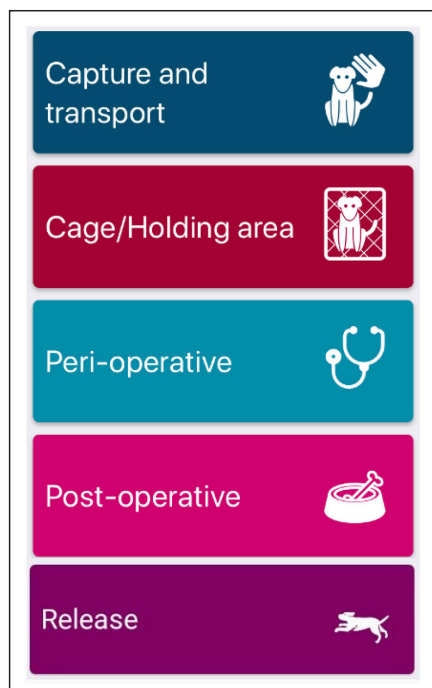 Capture and
transport
Cage/Holding area
Peri-operative
Post-operative
Release